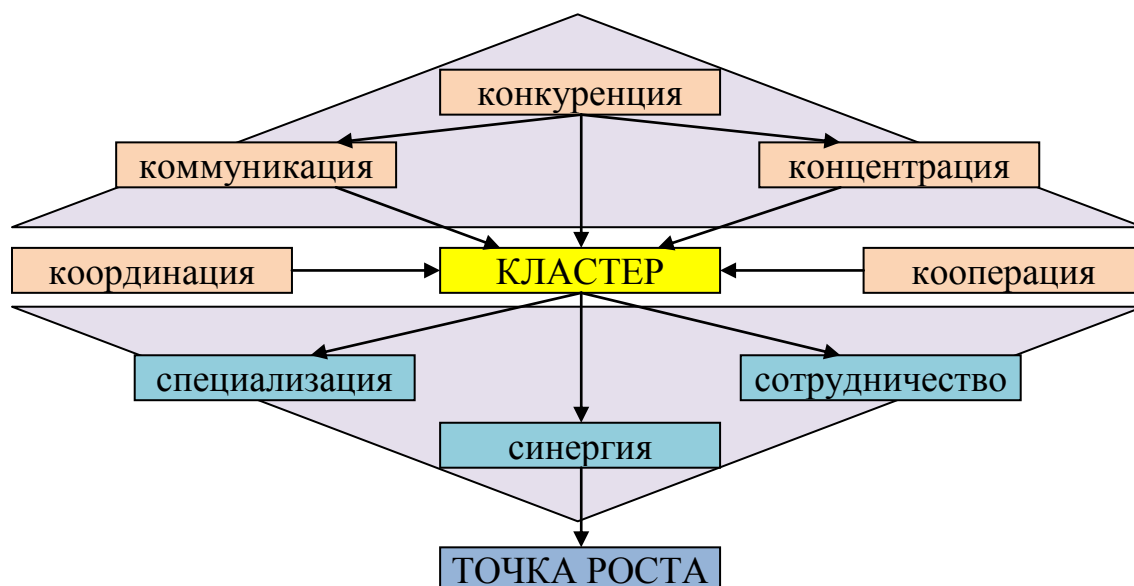 конкуренция
коммуникация
концентрация
координация
КЛАСТЕР
кооперация
специализация
сотрудничество
синергия
ТОЧКА РОСТА